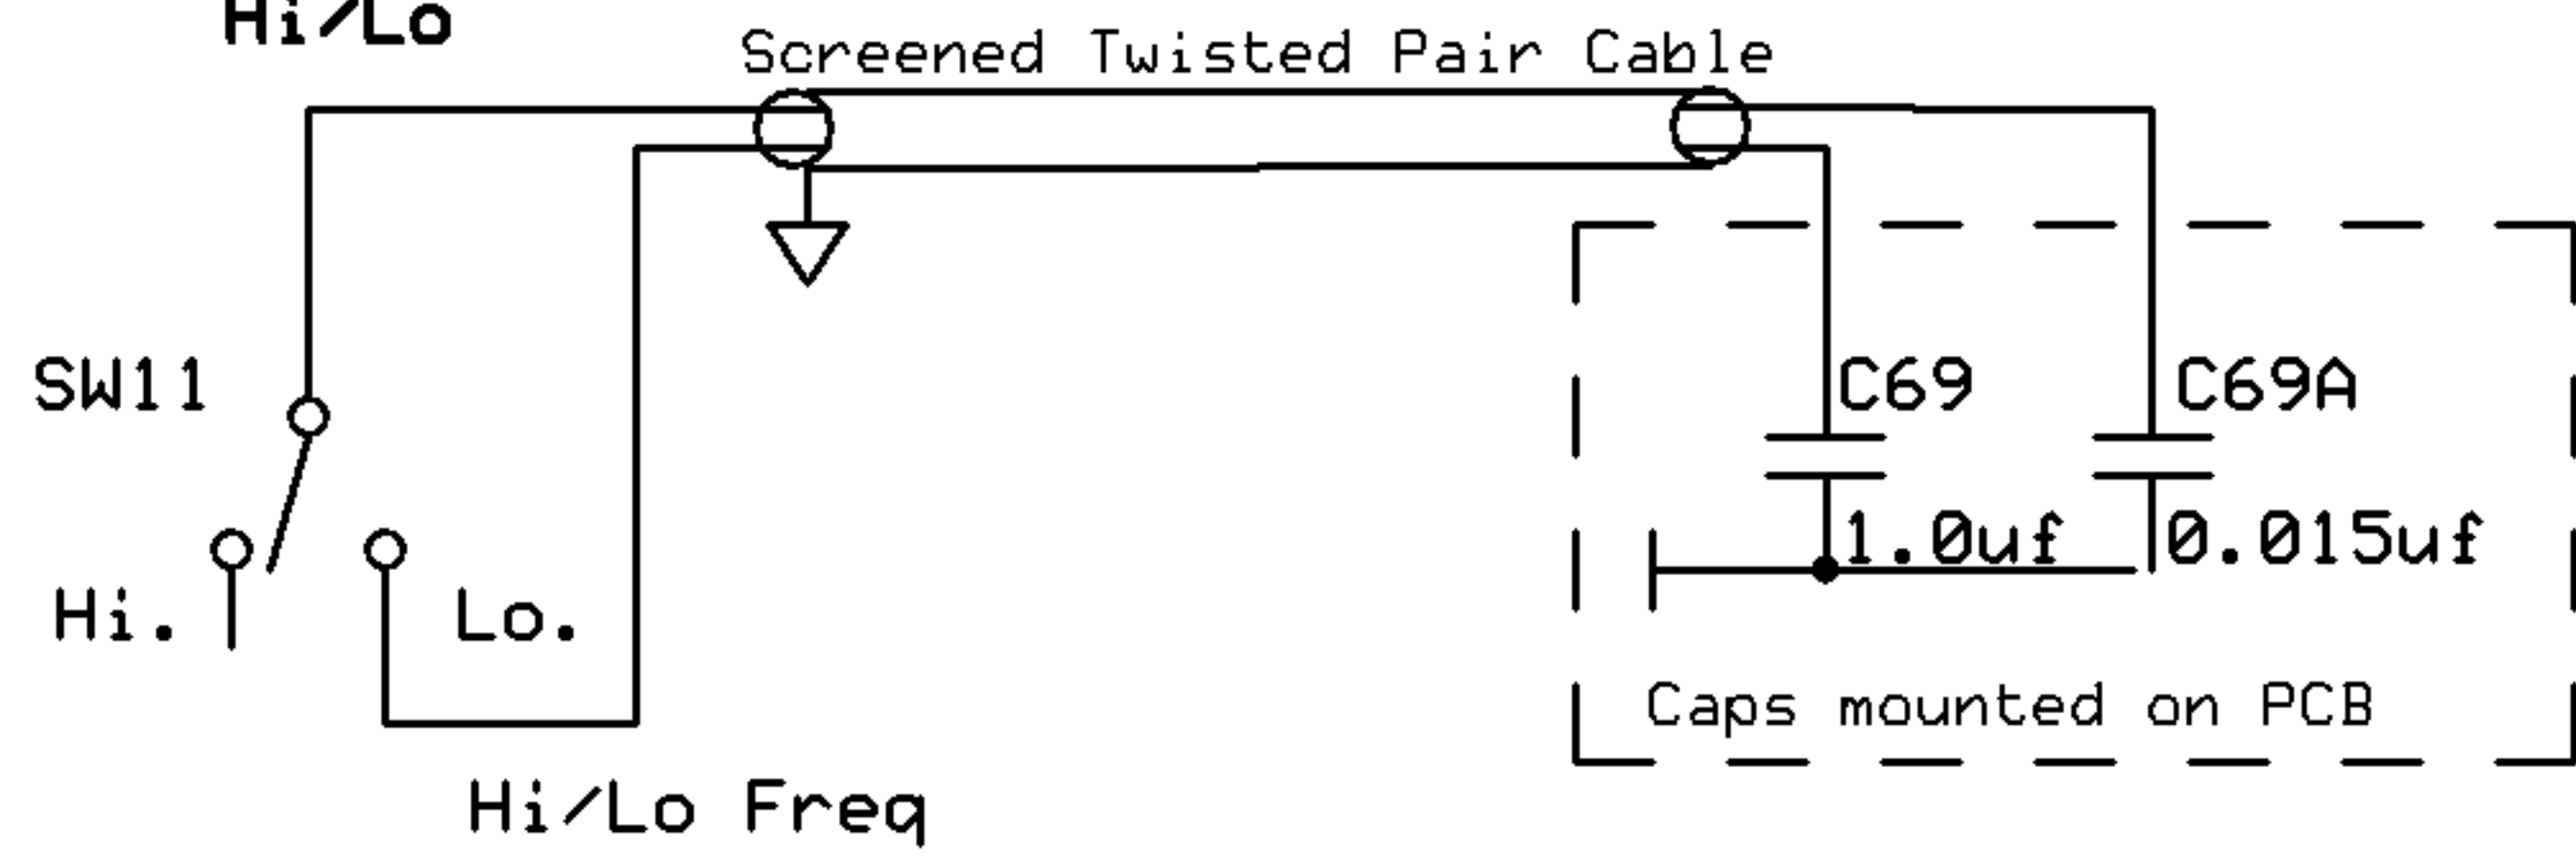 Hi/Lo
Screened Twisted Pair Cable
SW11
C69
C69A
1.0uf
0.015uf
Hi.
Lo.
Caps mounted on PCB
Hi/Lo Freq